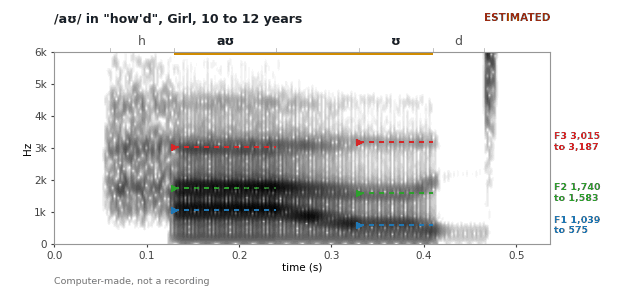 /aʊ/ in "how'd", Girl, 10 to 12 years
ESTIMATED
h aʊ ʊ d
6k
5k
4k
3k
2k
1k
0
Hz
F3 3,015
to 3,187
F2 1,740
to 1,583
F1 1,039
to 575
0.0 0.1 0.2 0.3 0.4 0.5
time (s)
Computer-made, not a recording